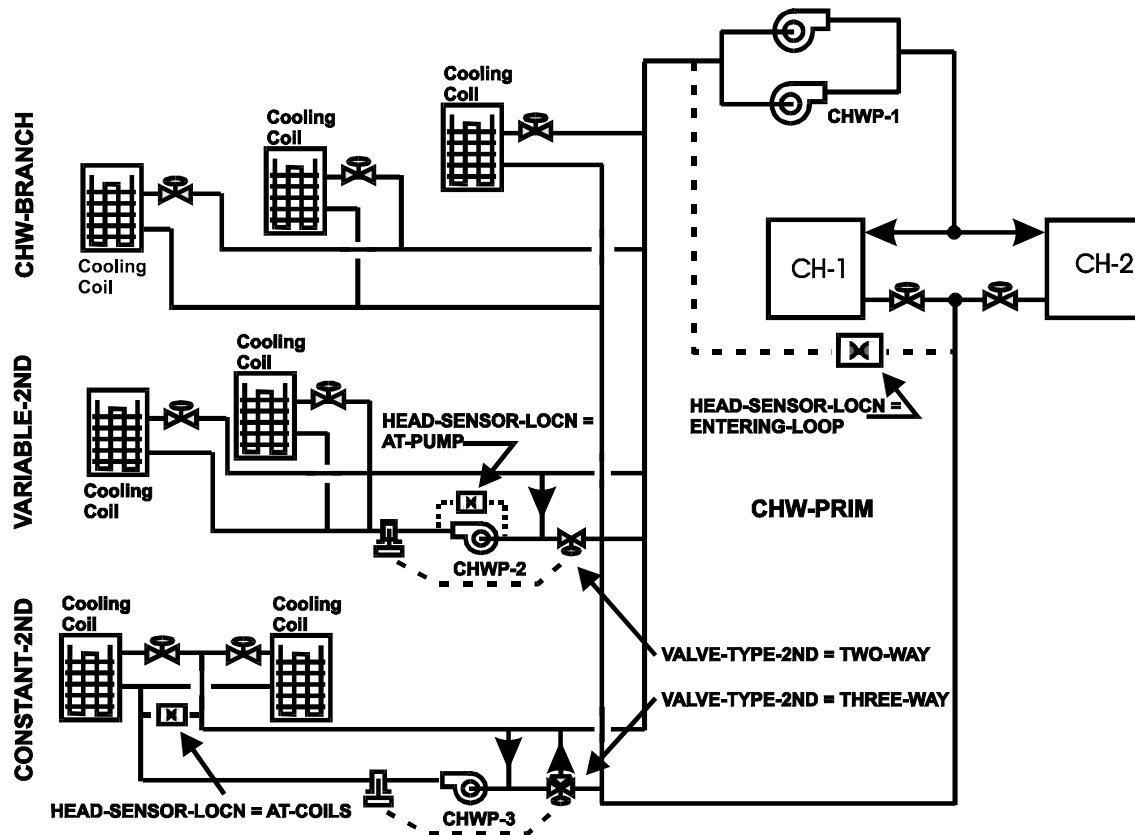 CHW-BRANCH
Cooling
Coil
Cooling
Coil
Cooling
Coil
CHWP-1
CH-1
CH-2
HEAD-SENSOR-LOCN =
ENTERING-LOOP
CHW-PRIM
VARIABLE-2ND
Cooling
Coil
Cooling
Coil
HEAD-SENSOR-LOCN =
AT-PUMP
CHWP-2
VALVE-TYPE-2ND = TWO-WAY
VALVE-TYPE-2ND = THREE-WAY
CONSTANT-2ND
Cooling
Coil
Cooling
Coil
HEAD-SENSOR-LOCN = AT-COILS
CHWP-3